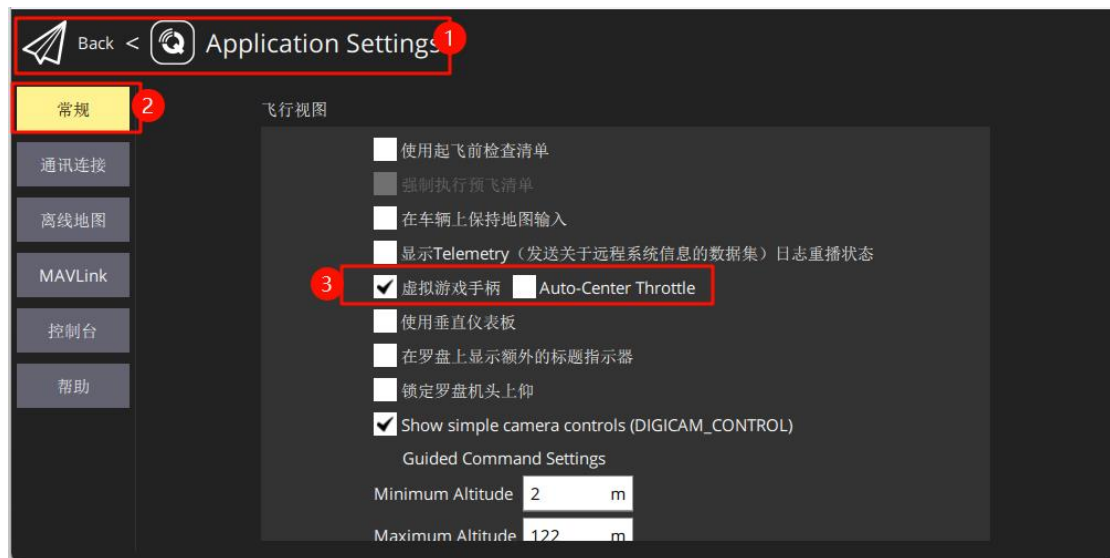 Back < Application Settings 1
常规 2
通讯连接
离线地图
MAVLink
控制台
帮助
飞行视图
使用起飞前检查清单
强制执行预飞清单
在车辆上保持地图输入
显示Telemetry（发送关于远程系统信息的数据集）日志重播状态
3 虚拟游戏手柄 Auto-Center Throttle
使用垂直仪表板
在罗盘上显示额外的标题指示器
锁定罗盘机头上仰
Show simple camera controls (DIGICAM_CONTROL)
Guided Command Settings
Minimum Altitude 2 m
Maximum Altitude 122 m